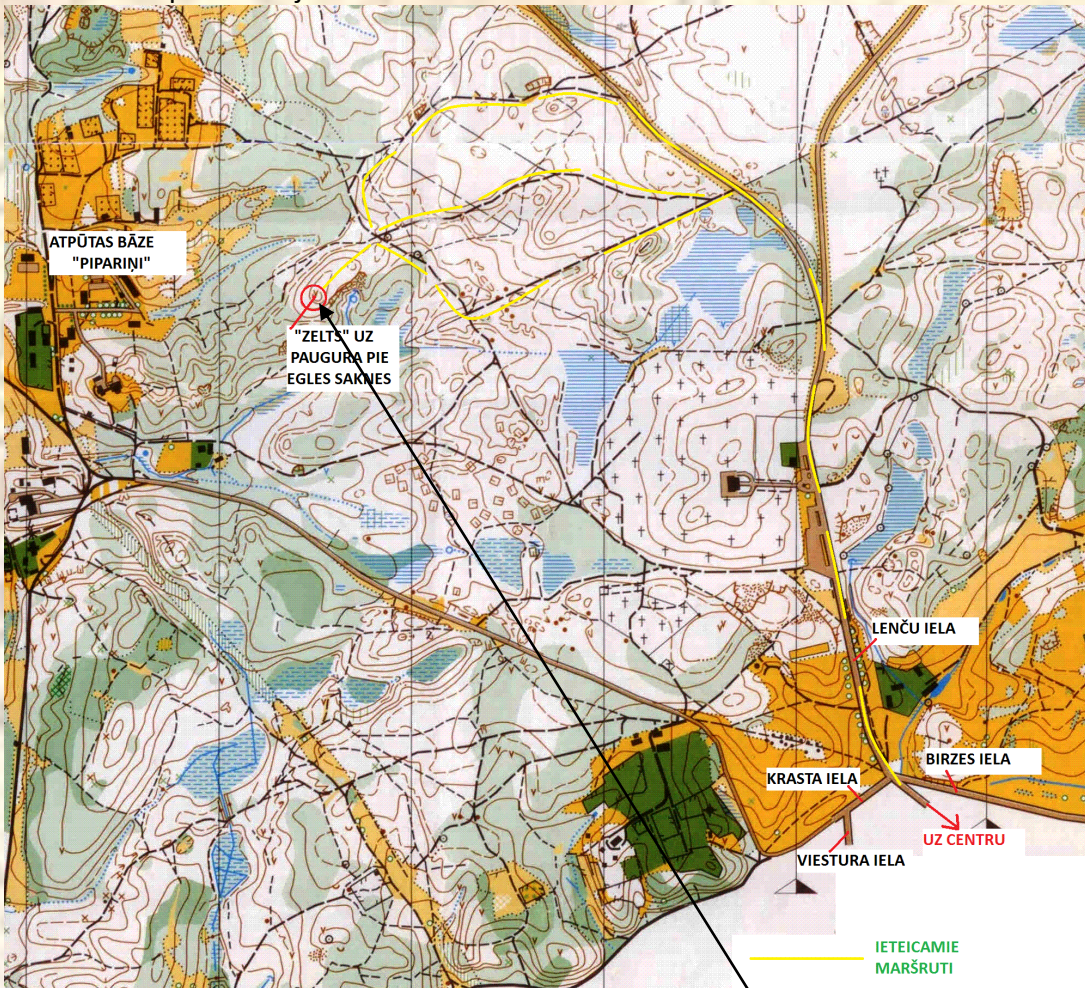 ATPŪTAS BĀZE
"PIPARIŅI"
"ZELTS" UZ
PAUGURA PIE
EGLES SAKNES
LENČU IELA
BIRZES IELA
KRASTA IELA
UZ CENTRU
VIESTURA IELA
IETEICAMIE
MARŠRUTI